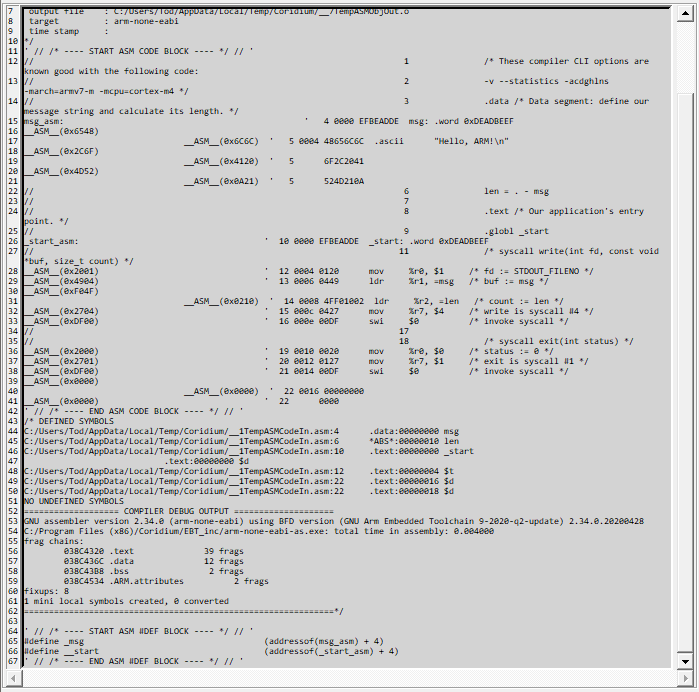 7  output file    : C:/Users/Tod/AppData/Local/Temp/Coridium/__/TempASMObjOut.o
8  target         : arm-none-eabi
9  time stamp     :
10 */
11 ' // /* ---- START ASM CODE BLOCK ---- */ // '
12 //                                    1               /* These compiler CLI options are
known good with the following code:
13 //                                    2               -v --statistics -acdghlns
-march=armv7-m -mcpu=cortex-m4 */
14 //                                    3               .data /* Data segment: define our
message string and calculate its length. */
15 msg_asm:                    '   4 0000 EFBEADDE  msg: .word 0xDEADBEEF
16 __ASM__(0x6548)
17                __ASM__(0x6C6C)  '   5 0004 48656C6C  .ascii     "Hello, ARM!\n"
18 __ASM__(0x2C6F)
19                __ASM__(0x4120)  '   5      6F2C2041
20 __ASM__(0x4D52)
21                __ASM__(0x0A21)  '   5      524D210A
22 //                                    6               len = . - msg
23 //                                    7
24 //                                    8               .text /* Our application's entry
point. */
25 //                                    9               .globl _start
26 _start_asm:                 '  10 0000 EFBEADDE  _start: .word 0xDEADBEEF
27 //                                   11               /* syscall write(int fd, const void
*buf, size_t count) */
28 __ASM__(0x2001)             '  12 0004 0120      mov     %r0, $1     /* fd := STDOUT_FILENO */
29 __ASM__(0x4904)             '  13 0006 0449      ldr     %r1, =msg   /* buf := msg */
30 __ASM__(0xF04F)
31                __ASM__(0x0210)  '  14 0008 4FF01002  ldr     %r2, =len   /* count := len */
32 __ASM__(0x2704)             '  15 000c 0427      mov     %r7, $4     /* write is syscall #4 */
33 __ASM__(0xDF00)             '  16 000e 00DF      swi     $0          /* invoke syscall */
34 //                                   17
35 //                                   18               /* syscall exit(int status) */
36 __ASM__(0x2000)             '  19 0010 0020      mov     %r0, $0     /* status := 0 */
37 __ASM__(0x2701)             '  20 0012 0127      mov     %r7, $1     /* exit is syscall #1 */
38 __ASM__(0xDF00)             '  21 0014 00DF      swi     $0          /* invoke syscall */
39 __ASM__(0x0000)
40                __ASM__(0x0000)  '  22 0016 00000000
41 __ASM__(0x0000)             '  22      0000
42 ' // /* ---- END ASM CODE BLOCK ---- */ // '
43 /* DEFINED SYMBOLS
44 C:/Users/Tod/AppData/Local/Temp/Coridium/__1TempASMCodeIn.asm:4      .data:00000000 msg
45 C:/Users/Tod/AppData/Local/Temp/Coridium/__1TempASMCodeIn.asm:6      *ABS*:00000010 len
46 C:/Users/Tod/AppData/Local/Temp/Coridium/__1TempASMCodeIn.asm:10     .text:00000000 _start
47                            .text:00000000 $d
48 C:/Users/Tod/AppData/Local/Temp/Coridium/__1TempASMCodeIn.asm:12     .text:00000004 $t
49 C:/Users/Tod/AppData/Local/Temp/Coridium/__1TempASMCodeIn.asm:22     .text:00000016 $d
50 C:/Users/Tod/AppData/Local/Temp/Coridium/__1TempASMCodeIn.asm:22     .text:00000018 $d
51 NO UNDEFINED SYMBOLS
52 =================== COMPILER DEBUG OUTPUT ====================
53 GNU assembler version 2.34.0 (arm-none-eabi) using BFD version (GNU Arm Embedded Toolchain 9-2020-q2-update) 2.34.0.20200428
54 C:/Program Files (x86)/Coridium/EBT_inc/arm-none-eabi-as.exe: total time in assembly: 0.004000
55 frag chains:
56        038C4320 .text              39 frags
57        038C436C .data              12 frags
58        038C43B8 .bss                2 frags
59        038C4534 .ARM.attributes          2 frags
60 fixups: 8
61 1 mini local symbols created, 0 converted
62 ==============================================================*/
63
64 ' // /* ---- START ASM #DEF BLOCK ---- */ // '
65 #define _msg                                    (addressof(msg_asm) + 4)
66 #define __start                                 (addressof(_start_asm) + 4)
67 ' // /* ---- END ASM #DEF BLOCK ---- */ // '